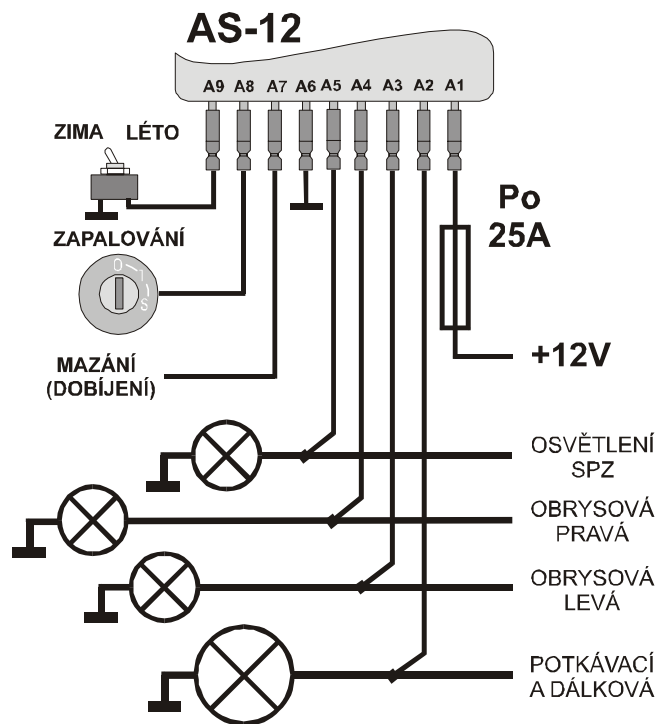 AS-12
A9 A8 A7 A6 A5 A4 A3 A2 A1
ZIMA LÉTO
Po
25A
ZAPALOVÁNÍ
O
I
S
+12V
MAZÁNÍ
(DOBÍJENÍ)
OSVĚTLENÍ
SPZ
OBRYSOVÁ
PRAVÁ
OBRYSOVÁ
LEVÁ
POTKÁVACÍ
A DÁLKOVÁ